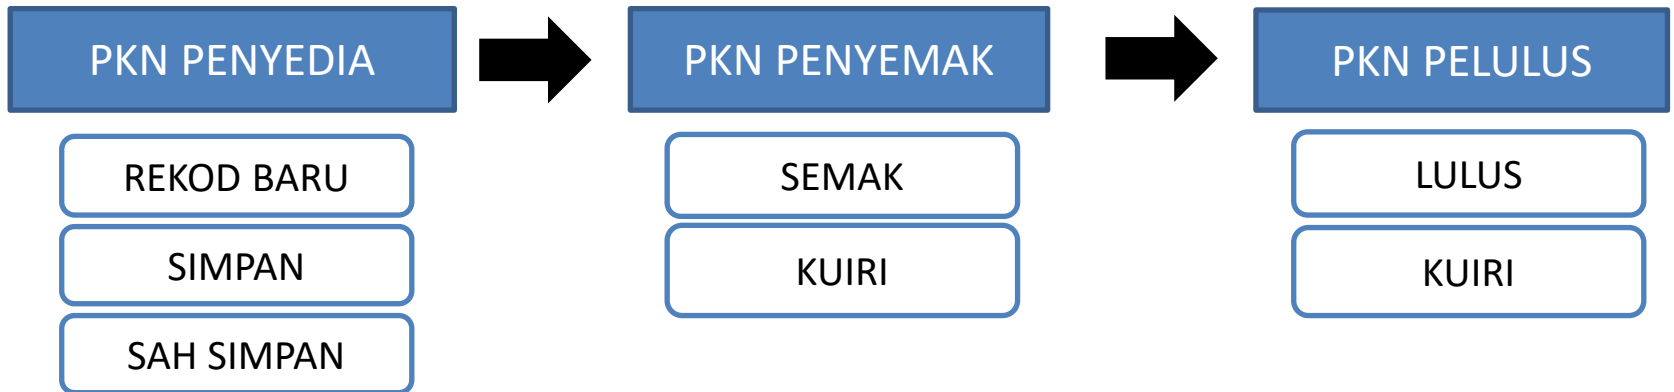 PKN PENYEDIA
REKOD BARU
SIMPAN
SAH SIMPAN
PKN PENYEMAK
SEMAK
KUIRI
PKN PELULUS
LULUS
KUIRI